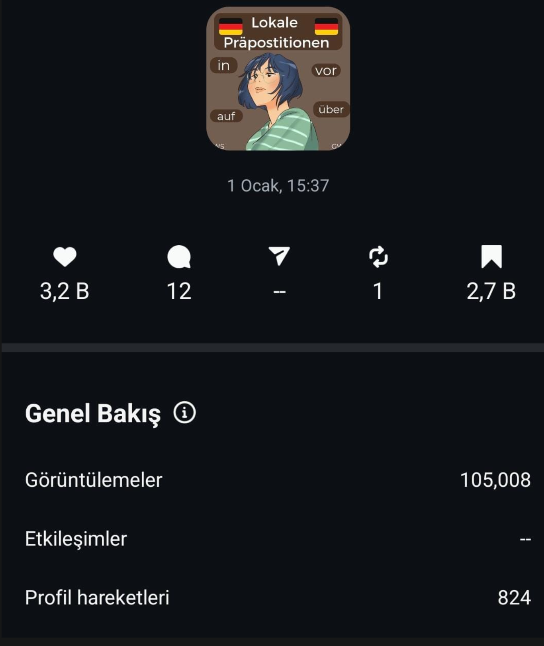 Lokale
Präpostitionen
in
vor
auf
über
1 Ocak, 15:37
3,2 B
12
--
1
2,7 B
Genel Bakış
Görüntülemeler
105,008
Etkileşimler
--
Profil hareketleri
824